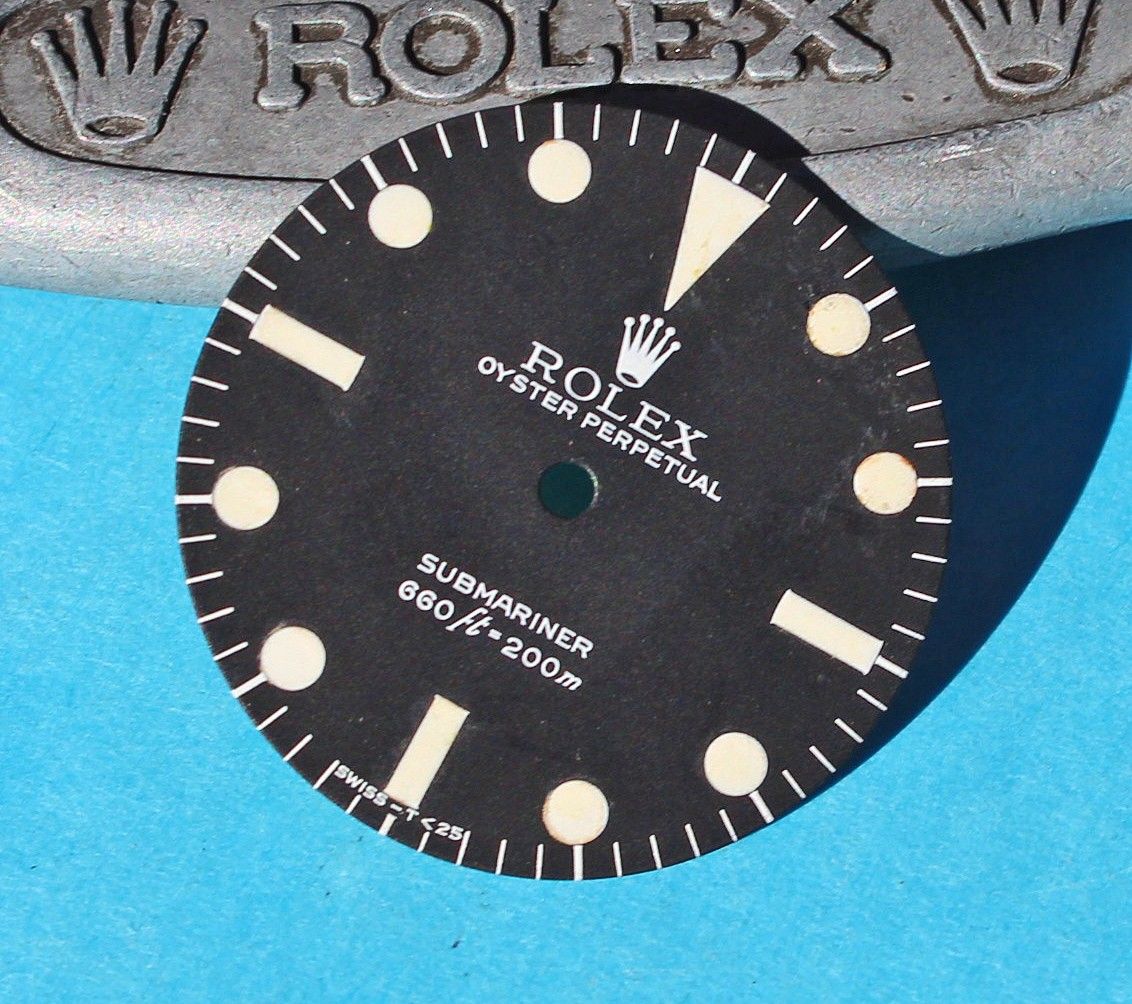 ROLEX
ROLEX
OYSTER PERPETUAL
SUBMARINER
660ft=200m
SWISS-T<25